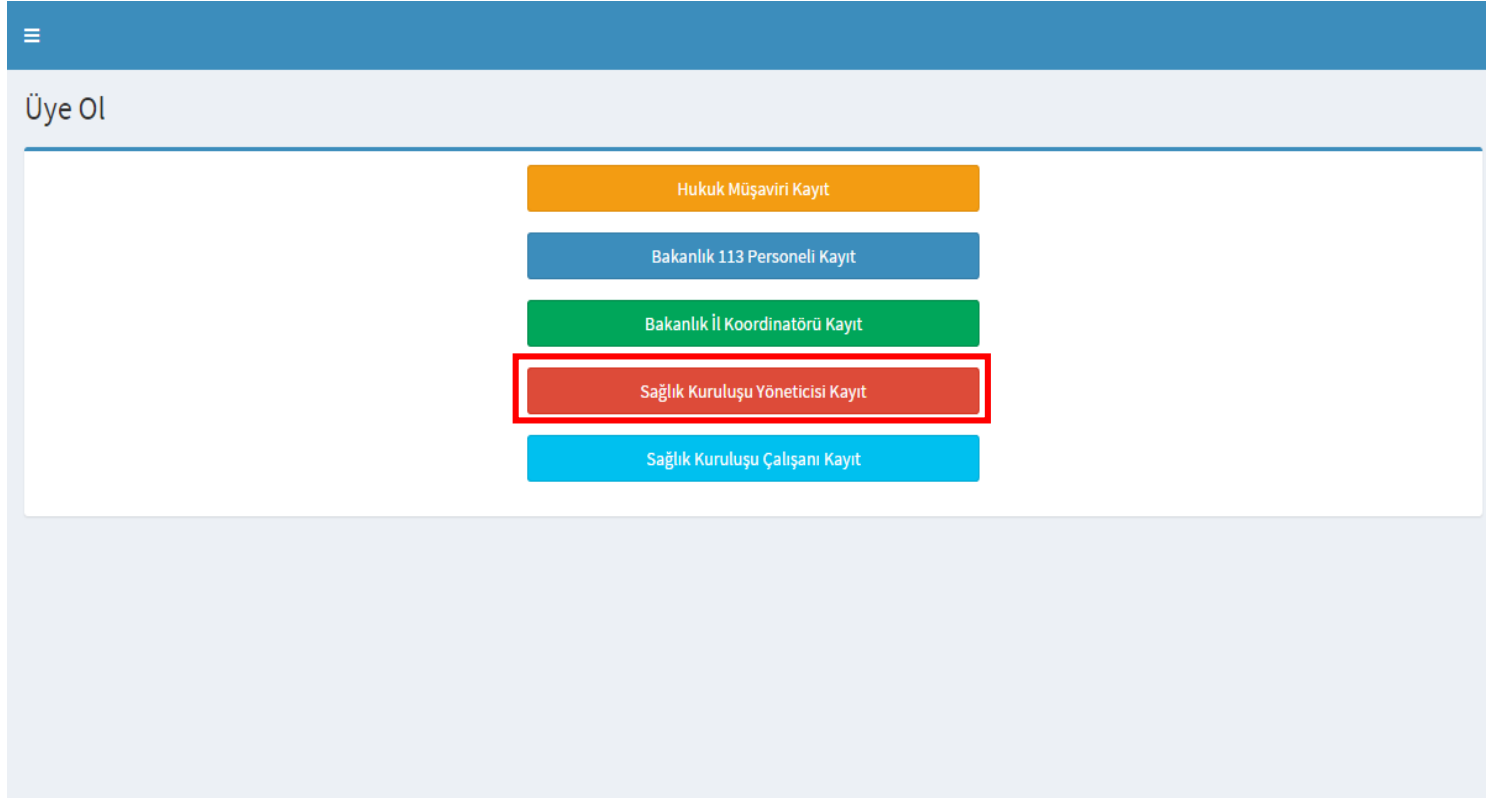 Üye Ol
Hukuk Müşaviri Kayıt
Bakanlık 113 Personeli Kayıt
Bakanlık İl Koordinatörü Kayıt
Sağlık Kuruluşu Yöneticisi Kayıt
Sağlık Kuruluşu Çalışanı Kayıt